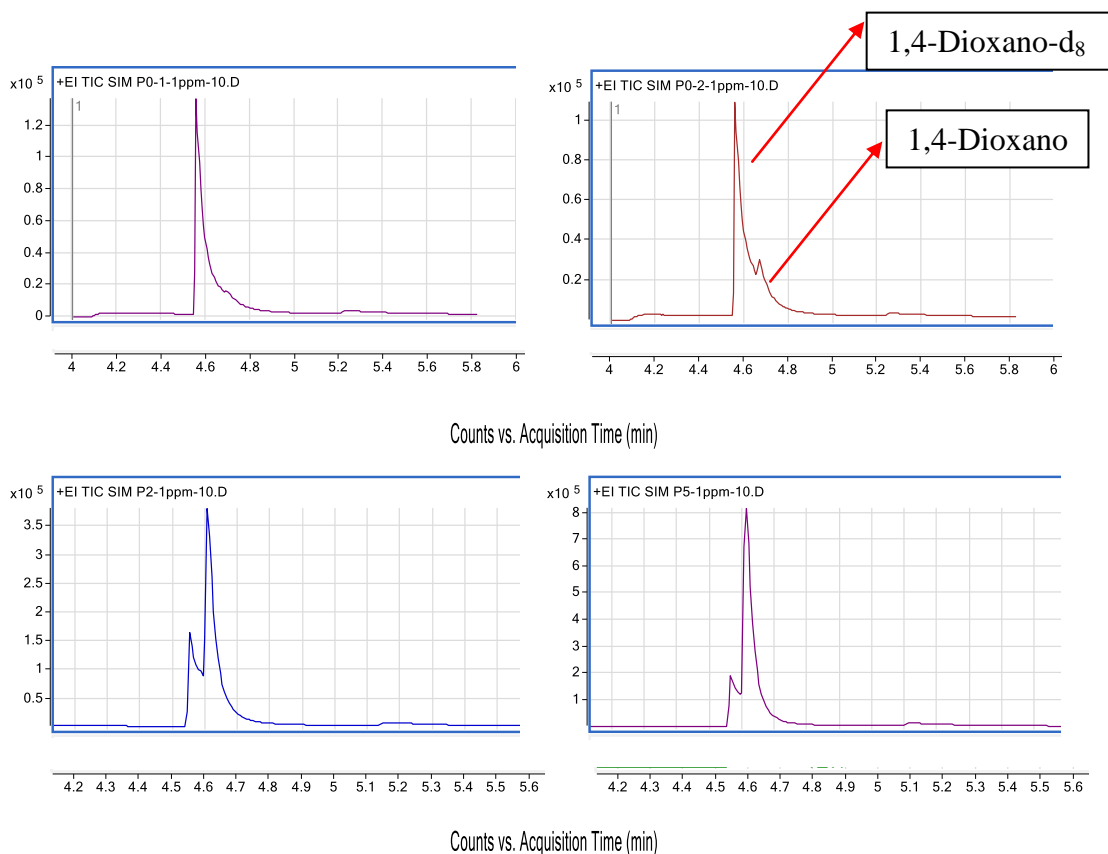 1,4-Dioxano-d₈
1,4-Dioxano
x10 5
+EI TIC SIM P0-1-1ppm-10.D
1
1.2
1
0.8
0.6
0.4
0.2
0
4 4.2 4.4 4.6 4.8 5 5.2 5.4 5.6 5.8 6
x10 5
+EI TIC SIM P0-2-1ppm-10.D
1
1
0.8
0.6
0.4
0.2
4 4.2 4.4 4.6 4.8 5 5.2 5.4 5.6 5.8 6
Counts vs. Acquisition Time (min)
x10 5
+EI TIC SIM P2-1ppm-10.D
3.5
3
2.5
2
1.5
1
0.5
4.2 4.3 4.4 4.5 4.6 4.7 4.8 4.9 5 5.1 5.2 5.3 5.4 5.5
x10 5
+EI TIC SIM P5-1ppm-10.D
8
7
6
5
4
3
2
1
4.2 4.3 4.4 4.5 4.6 4.7 4.8 4.9 5 5.1 5.2 5.3 5.4 5.5 5.6
Counts vs. Acquisition Time (min)